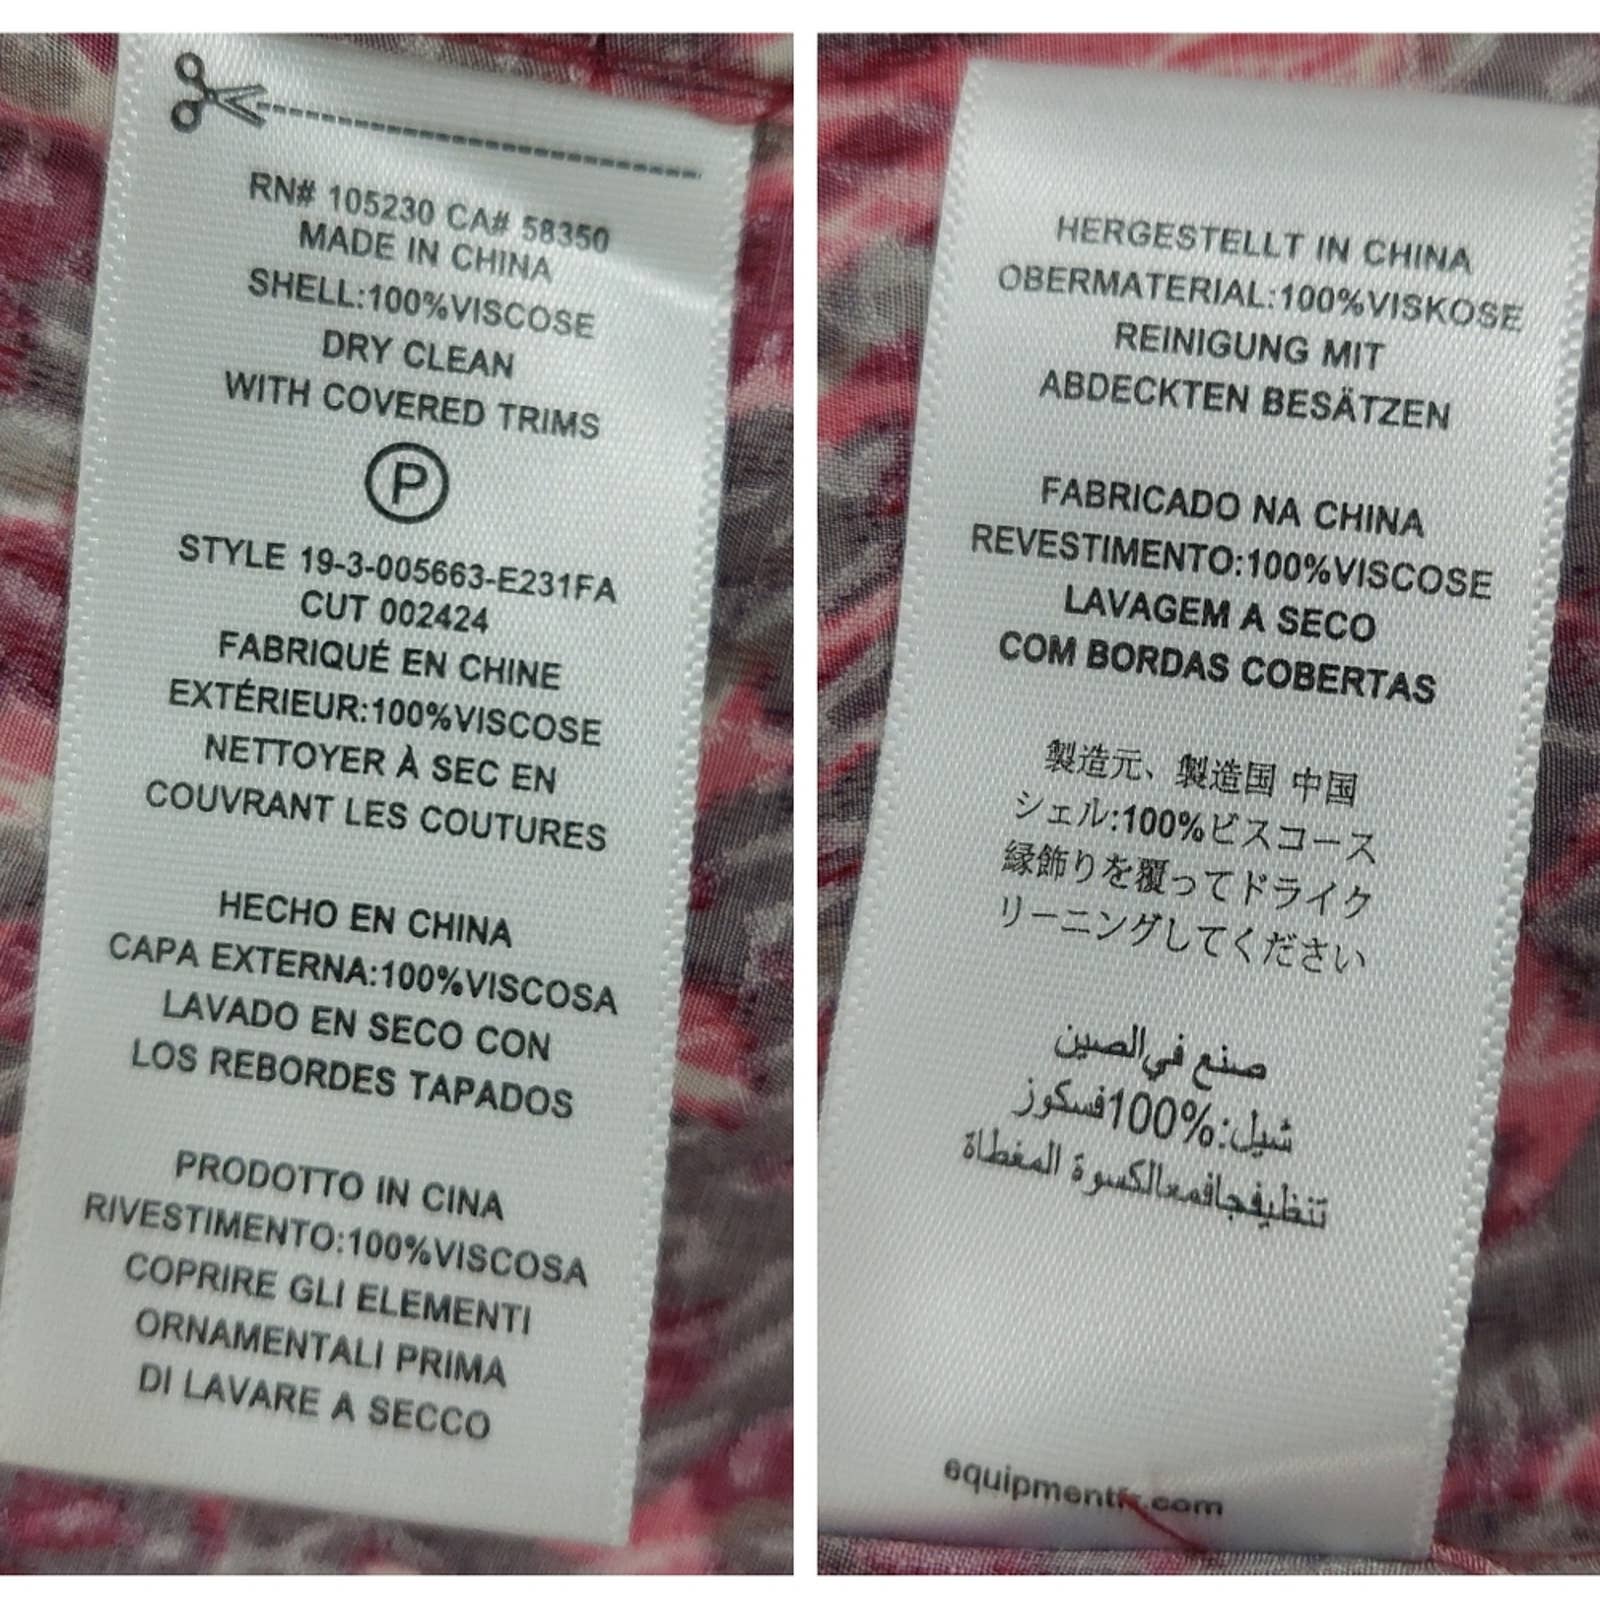 RN# 105230 CA# 58350
MADE IN CHINA
SHELL:100%VISCOSE
DRY CLEAN
WITH COVERED TRIMS
P
STYLE 19-3-005663-E231FA
CUT 002424
FABRIQUÉ EN CHINE
EXTÉRIEUR:100%VISCOSE
NETTOYER À SEC EN
COUVRANT LES COUTURES
HECHO EN CHINA
CAPA EXTERNA:100%VISCOSA
LAVADO EN SECO CON
LOS REBORDES TAPADOS
PRODOTTO IN CINA
RIVESTIMENTO:100%VISCOSA
COPRIRE GLI ELEMENTI
ORNAMENTALI PRIMA
DI LAVARE A SECCO
HERGESTELLT IN CHINA
OBERMATERIAL:100%VISKOSE
REINIGUNG MIT
ABDECKTEN BESÄTZEN
FABRICADO NA CHINA
REVESTIMENTO:100%VISCOSE
LAVAGEM A SECO
COM BORDAS COBERTAS
製造元、製造国 中国
シェル:100%ビスコース
縁飾りを覆ってドライク
リーニングしてください
صنع في الصين
شيل:%100فسكوز
تنظيفجافمعالكسوة المغطاة
equipmentfr.com